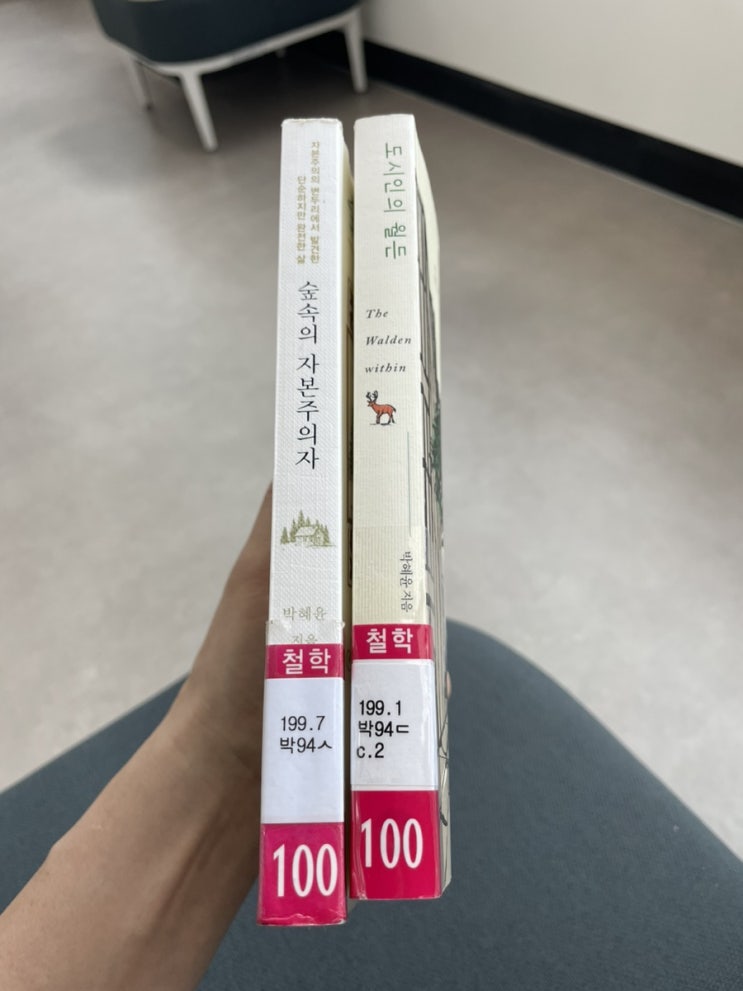 자본주의의 변두리에서 발견한
단순하지만 완전한 삶
숲속의 자본주의자
박혜윤
지음
철학
199.7
박94ㅅ
100
도시인의 월든
The
Walden
within
박혜윤 지음
철학
199.1
박94ㄷ
c.2
100